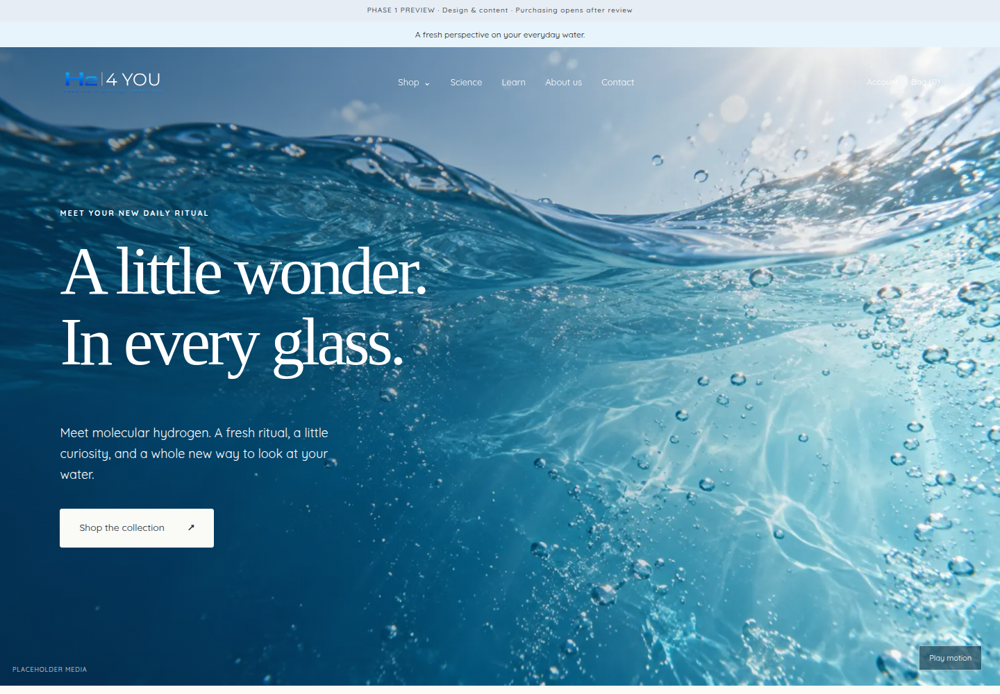 PHASE 1 PREVIEW · Design & content · Purchasing opens after review
A fresh perspective on your everyday water.
H2 | 4 YOU
Shop Science Learn About us Contact
Account Bag (0)
MEET YOUR NEW DAILY RITUAL
A little wonder.
In every glass.
Meet molecular hydrogen. A fresh ritual, a little
curiosity, and a whole new way to look at your
water.
Shop the collection ↗
PLACEHOLDER MEDIA
Play motion